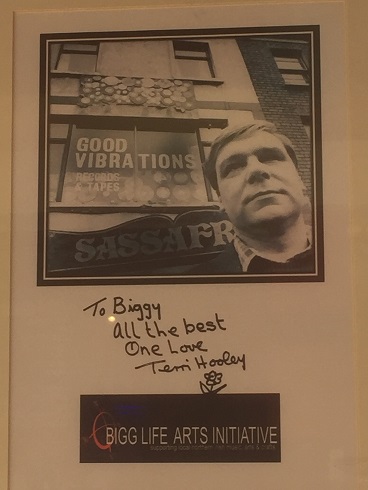 GOOD
VIBRATIONS
RECORDS
& TAPES
SASSAFR
To Biggy
All the best
One Love
Terri Hooley
BIGG LIFE ARTS INITIATIVE